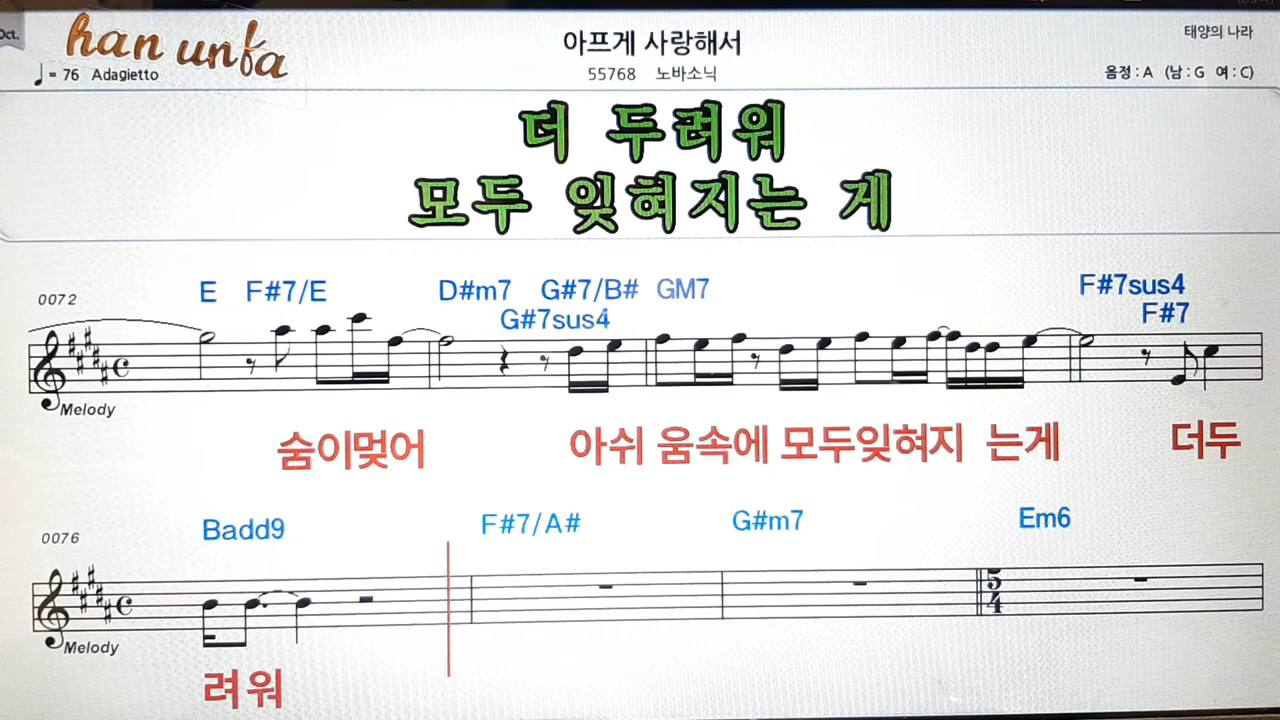 Oct.
han unfa
아프게 사랑해서
태양의 나라
♩= 76 Adagietto
55768 노바소닉
음정 : A (남 : G 여 : C)
더 두려워
모두 잊혀지는 게
0072
E F#7/E D#m7 G#7/B# GM7 F#7sus4
G#7sus4 F#7
Melody
숨이멎어 아쉬 움속에 모두잊혀지 는게 더두
0076
Badd9 F#7/A# G#m7 Em6
5
4
Melody
려워